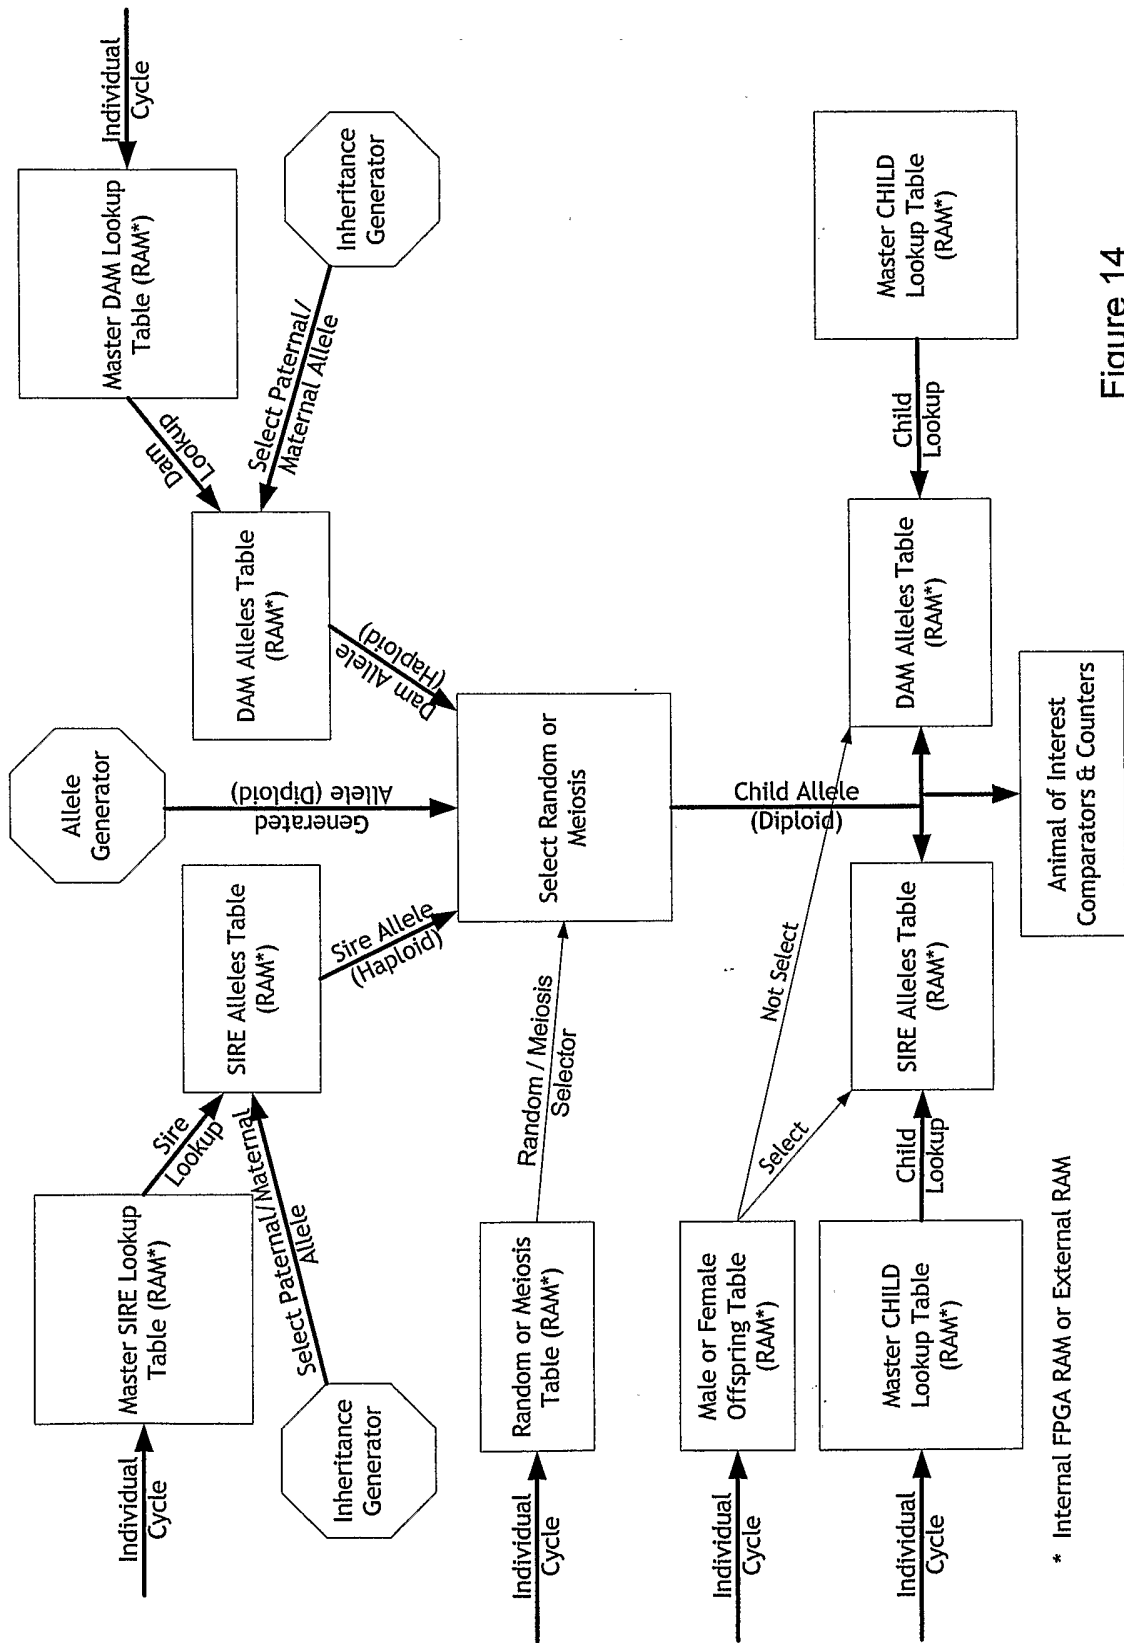 Individual
Cycle
Master SIRE Lookup
Table (RAM*)
Sire
Lookup
Select Paternal/Maternal
Allele
Inheritance
Generator
SIRE Alleles Table
(RAM*)
Sire Allele
(Haploid)
Allele
Generator
Generated
Allele (Diploid)
Individual
Cycle
Master DAM Lookup
Table (RAM*)
Dam
Lookup
Inheritance
Generator
Select Paternal/
Maternal Allele
DAM Alleles Table
(RAM*)
Dam Allele
(Haploid)
Individual
Cycle
Random or Meiosis
Table (RAM*)
Random / Meiosis
Selector
Select Random or
Meiosis
Child Allele
(Diploid)
Individual
Cycle
Male or Female
Offspring Table
(RAM*)
Select
Not Select
Individual
Cycle
Master CHILD
Lookup Table
(RAM*)
Child
Lookup
SIRE Alleles Table
(RAM*)
DAM Alleles Table
(RAM*)
Child
Lookup
Master CHILD
Lookup Table
(RAM*)
Animal of Interest
Comparators & Counters
* Internal FPGA RAM or External RAM
Figure 14